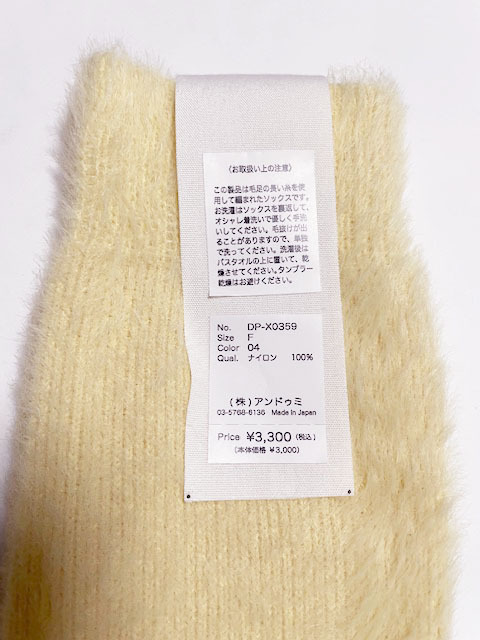 〈お取扱い上の注意〉
この製品は毛足の長い糸を使
用して編まれたソックスです。
お洗濯はソックスを裏返して、
オシャレ着洗いで優しく手洗
いしてください。毛抜けが出
ることがありますので、単独
で洗ってください。洗濯後は
バスタオルの上に置いて、乾
燥させてください。タンブラー
乾燥はお避けください。
No. DP-X0359
Size F
Color 04
Qual. ナイロン 100%
(株)アンドゥミ
03-5768-6136 Made in Japan
Price ¥3,300(税込)
(本体価格 ¥3,000)